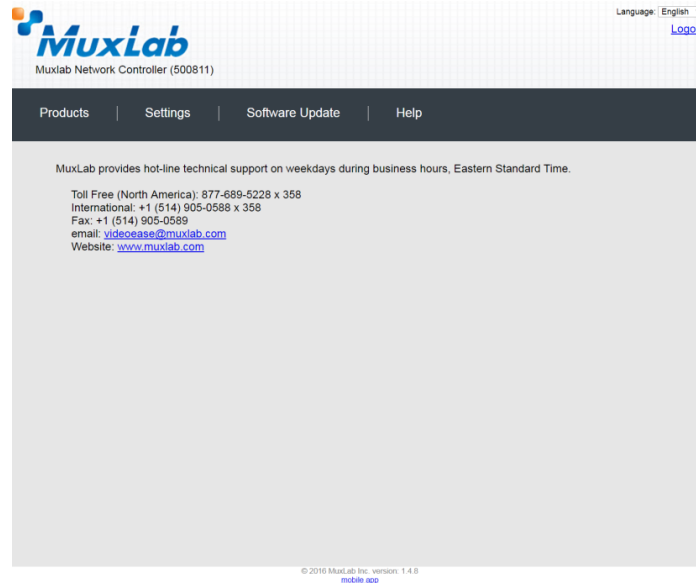 Language: English
Logo
MuxLab
Muxlab Network Controller (500811)
Products | Settings | Software Update | Help
MuxLab provides hot-line technical support on weekdays during business hours, Eastern Standard Time.
Toll Free (North America): 877-689-5228 x 358
International: +1 (514) 905-0588 x 358
Fax: +1 (514) 905-0589
email: videoease@muxlab.com
Website: www.muxlab.com
© 2016 MuxLab Inc. version: 1.4.8
mobile app